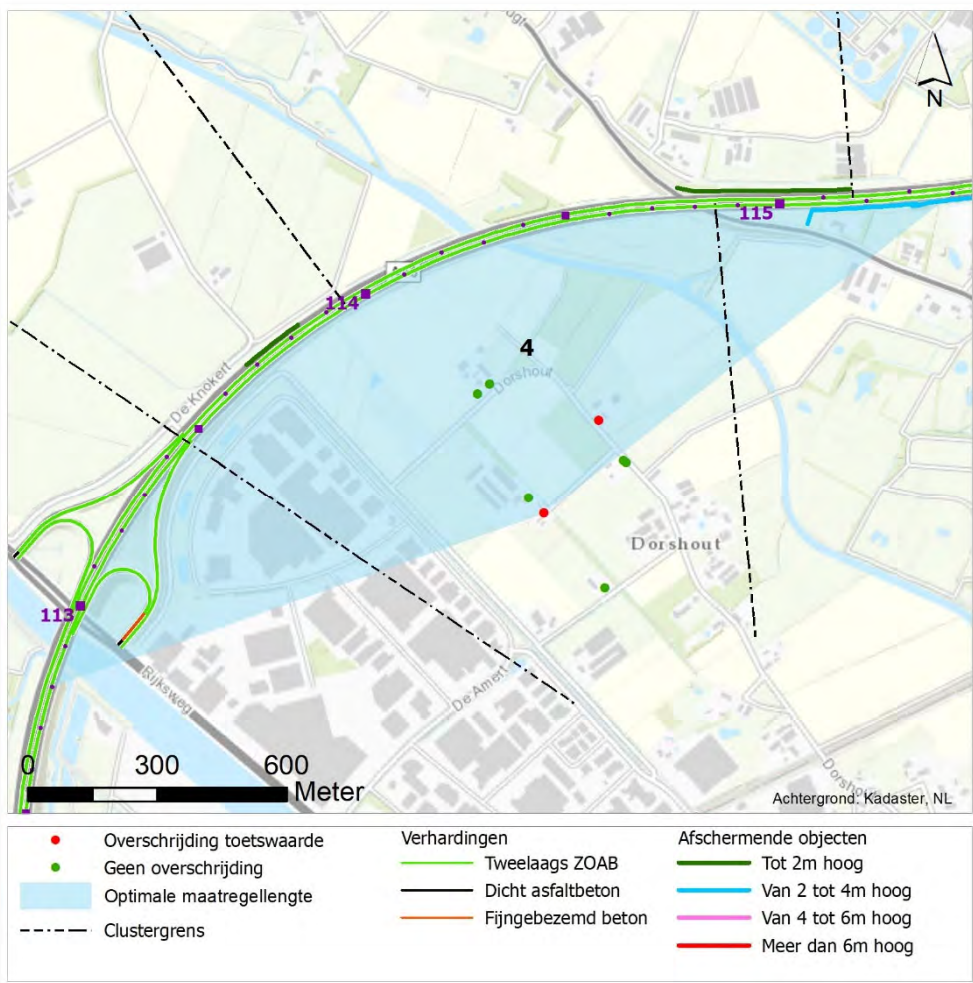 N
115
114
De Knokert
4
Dorshout
Dorshout
113
Rijksweg
De Amert
Dorshout
0 300 600
Meter
Achtergrond: Kadaster, NL
Overschrijding toetswaarde
Geen overschrijding
Optimale maatregellengte
Clustergrens
Verhardingen
Tweelaags ZOAB
Dicht asfaltbeton
Fijngebezemd beton
Afschermende objecten
Tot 2m hoog
Van 2 tot 4m hoog
Van 4 tot 6m hoog
Meer dan 6m hoog